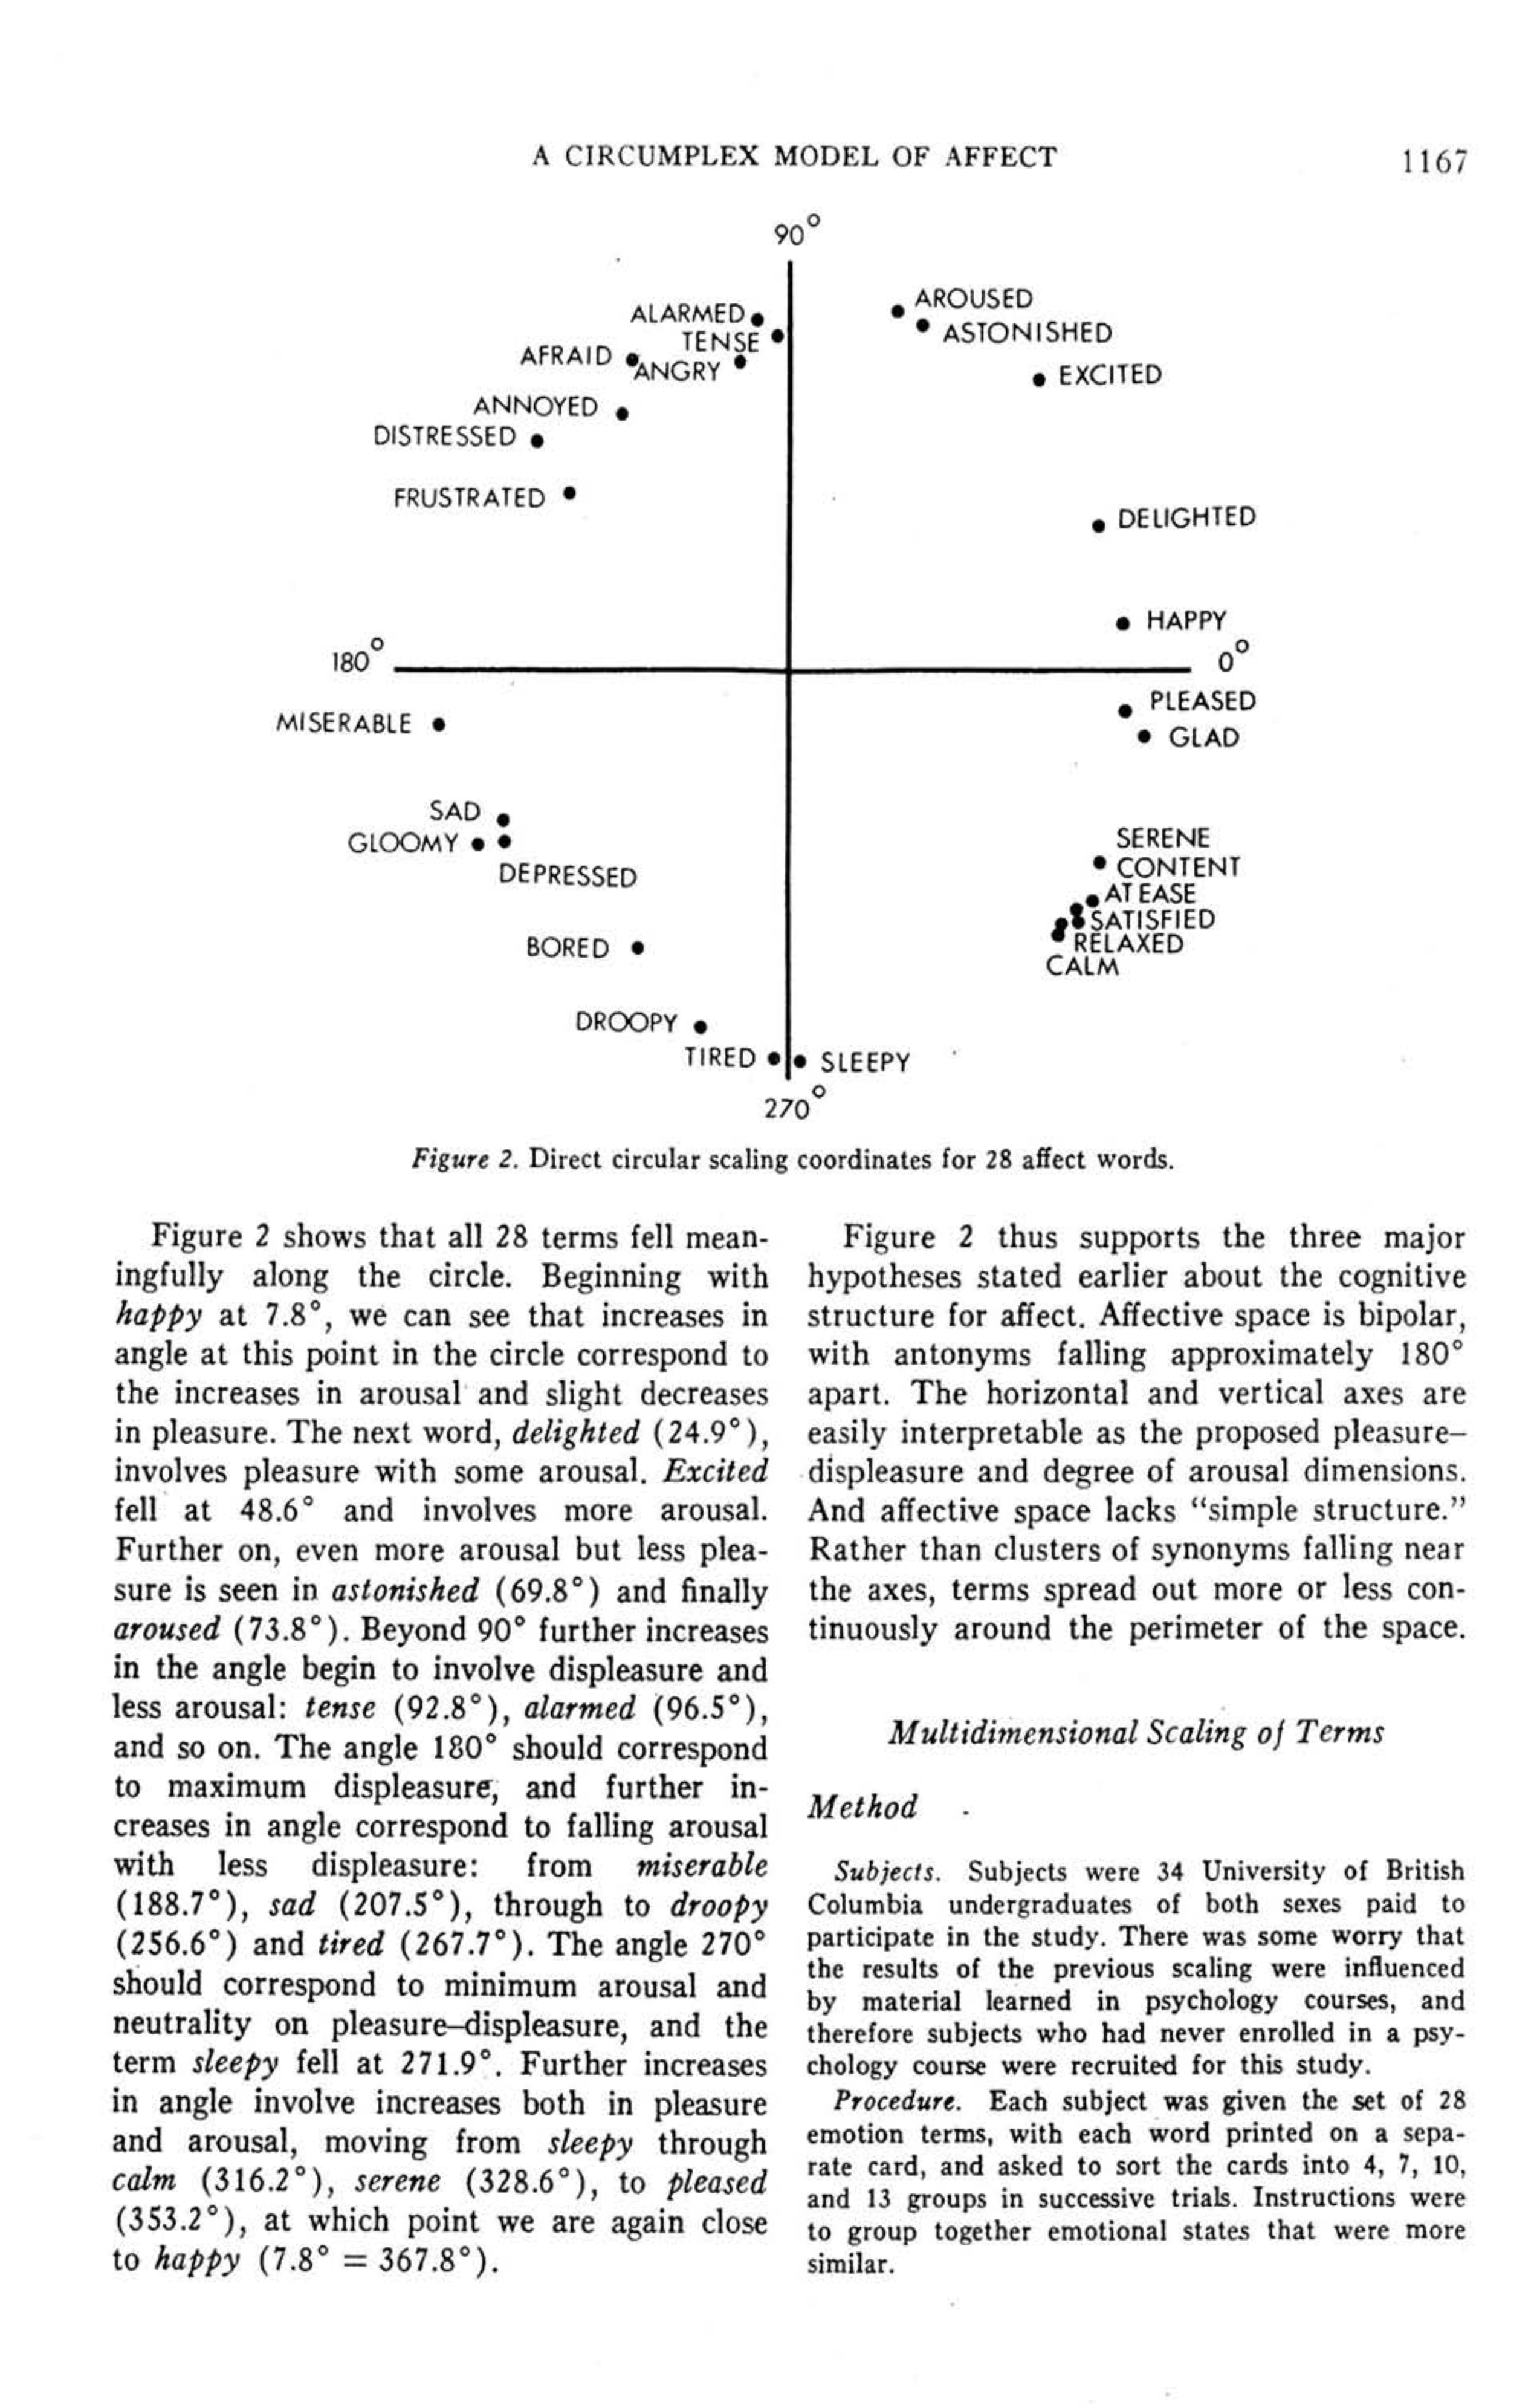 A CIRCUMPLEX MODEL OF AFFECT
1167
90°
AROUSED
ALARMED
ASTONISHED
TENSE
AFRAID
ANGRY
EXCITED
ANNOYED
DISTRESSED
FRUSTRATED
DELIGHTED
HAPPY
180°
0°
PLEASED
MISERABLE
GLAD
SAD
GLOOMY
SERENE
CONTENT
DEPRESSED
AT EASE
SATISFIED
BORED
RELAXED
CALM
DROOPY
TIRED
SLEEPY
270°
Figure 2. Direct circular scaling coordinates for 28 affect words.
Figure 2 shows that all 28 terms fell mean-
ingfully along the circle. Beginning with
happy at 7.8°, we can see that increases in
angle at this point in the circle correspond to
the increases in arousal and slight decreases
in pleasure. The next word, delighted (24.9°),
involves pleasure with some arousal. Excited
fell at 48.6° and involves more arousal.
Further on, even more arousal but less plea-
sure is seen in astonished (69.8°) and finally
aroused (73.8°). Beyond 90° further increases
in the angle begin to involve displeasure and
less arousal: tense (92.8°), alarmed (96.5°),
and so on. The angle 180° should correspond
to maximum displeasure, and further in-
creases in angle correspond to falling arousal
with less displeasure: from miserable
(188.7°), sad (207.5°), through to droopy
(256.6°) and tired (267.7°). The angle 270°
should correspond to minimum arousal and
neutrality on pleasure–displeasure, and the
term sleepy fell at 271.9°. Further increases
in angle involve increases both in pleasure
and arousal, moving from sleepy through
calm (316.2°), serene (328.6°), to pleased
(353.2°), at which point we are again close
to happy (7.8° = 367.8°).
Figure 2 thus supports the three major
hypotheses stated earlier about the cognitive
structure for affect. Affective space is bipolar,
with antonyms falling approximately 180°
apart. The horizontal and vertical axes are
easily interpretable as the proposed pleasure–
displeasure and degree of arousal dimensions.
And affective space lacks “simple structure.”
Rather than clusters of synonyms falling near
the axes, terms spread out more or less con-
tinuously around the perimeter of the space.
Multidimensional Scaling of Terms
Method
Subjects. Subjects were 34 University of British
Columbia undergraduates of both sexes paid to
participate in the study. There was some worry that
the results of the previous scaling were influenced
by material learned in psychology courses, and
therefore subjects who had never enrolled in a psy-
chology course were recruited for this study.
Procedure. Each subject was given the set of 28
emotion terms, with each word printed on a sepa-
rate card, and asked to sort the cards into 4, 7, 10,
and 13 groups in successive trials. Instructions were
to group together emotional states that were more
similar.